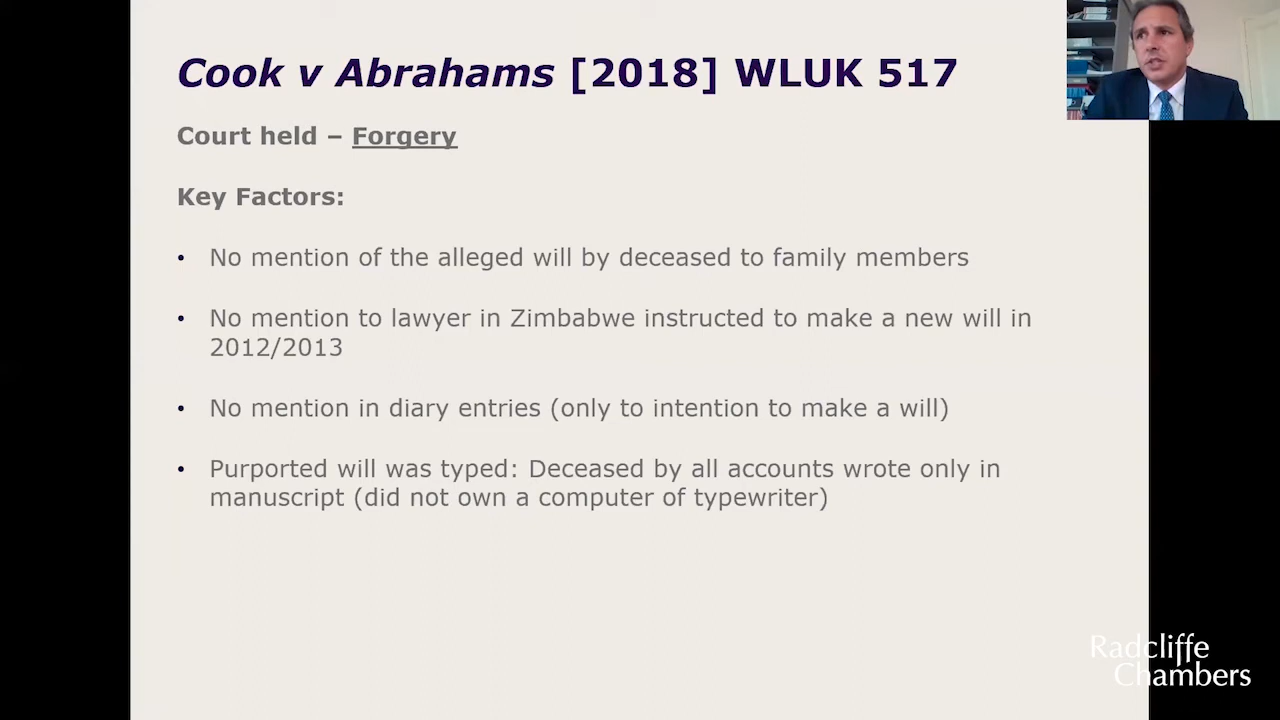 Cook v Abrahams [2018] WLUK 517
Court held – Forgery
Key Factors:
• No mention of the alleged will by deceased to family members
• No mention to lawyer in Zimbabwe instructed to make a new will in
2012/2013
• No mention in diary entries (only to intention to make a will)
• Purported will was typed: Deceased by all accounts wrote only in
manuscript (did not own a computer of typewriter)
Radcliffe
Chambers